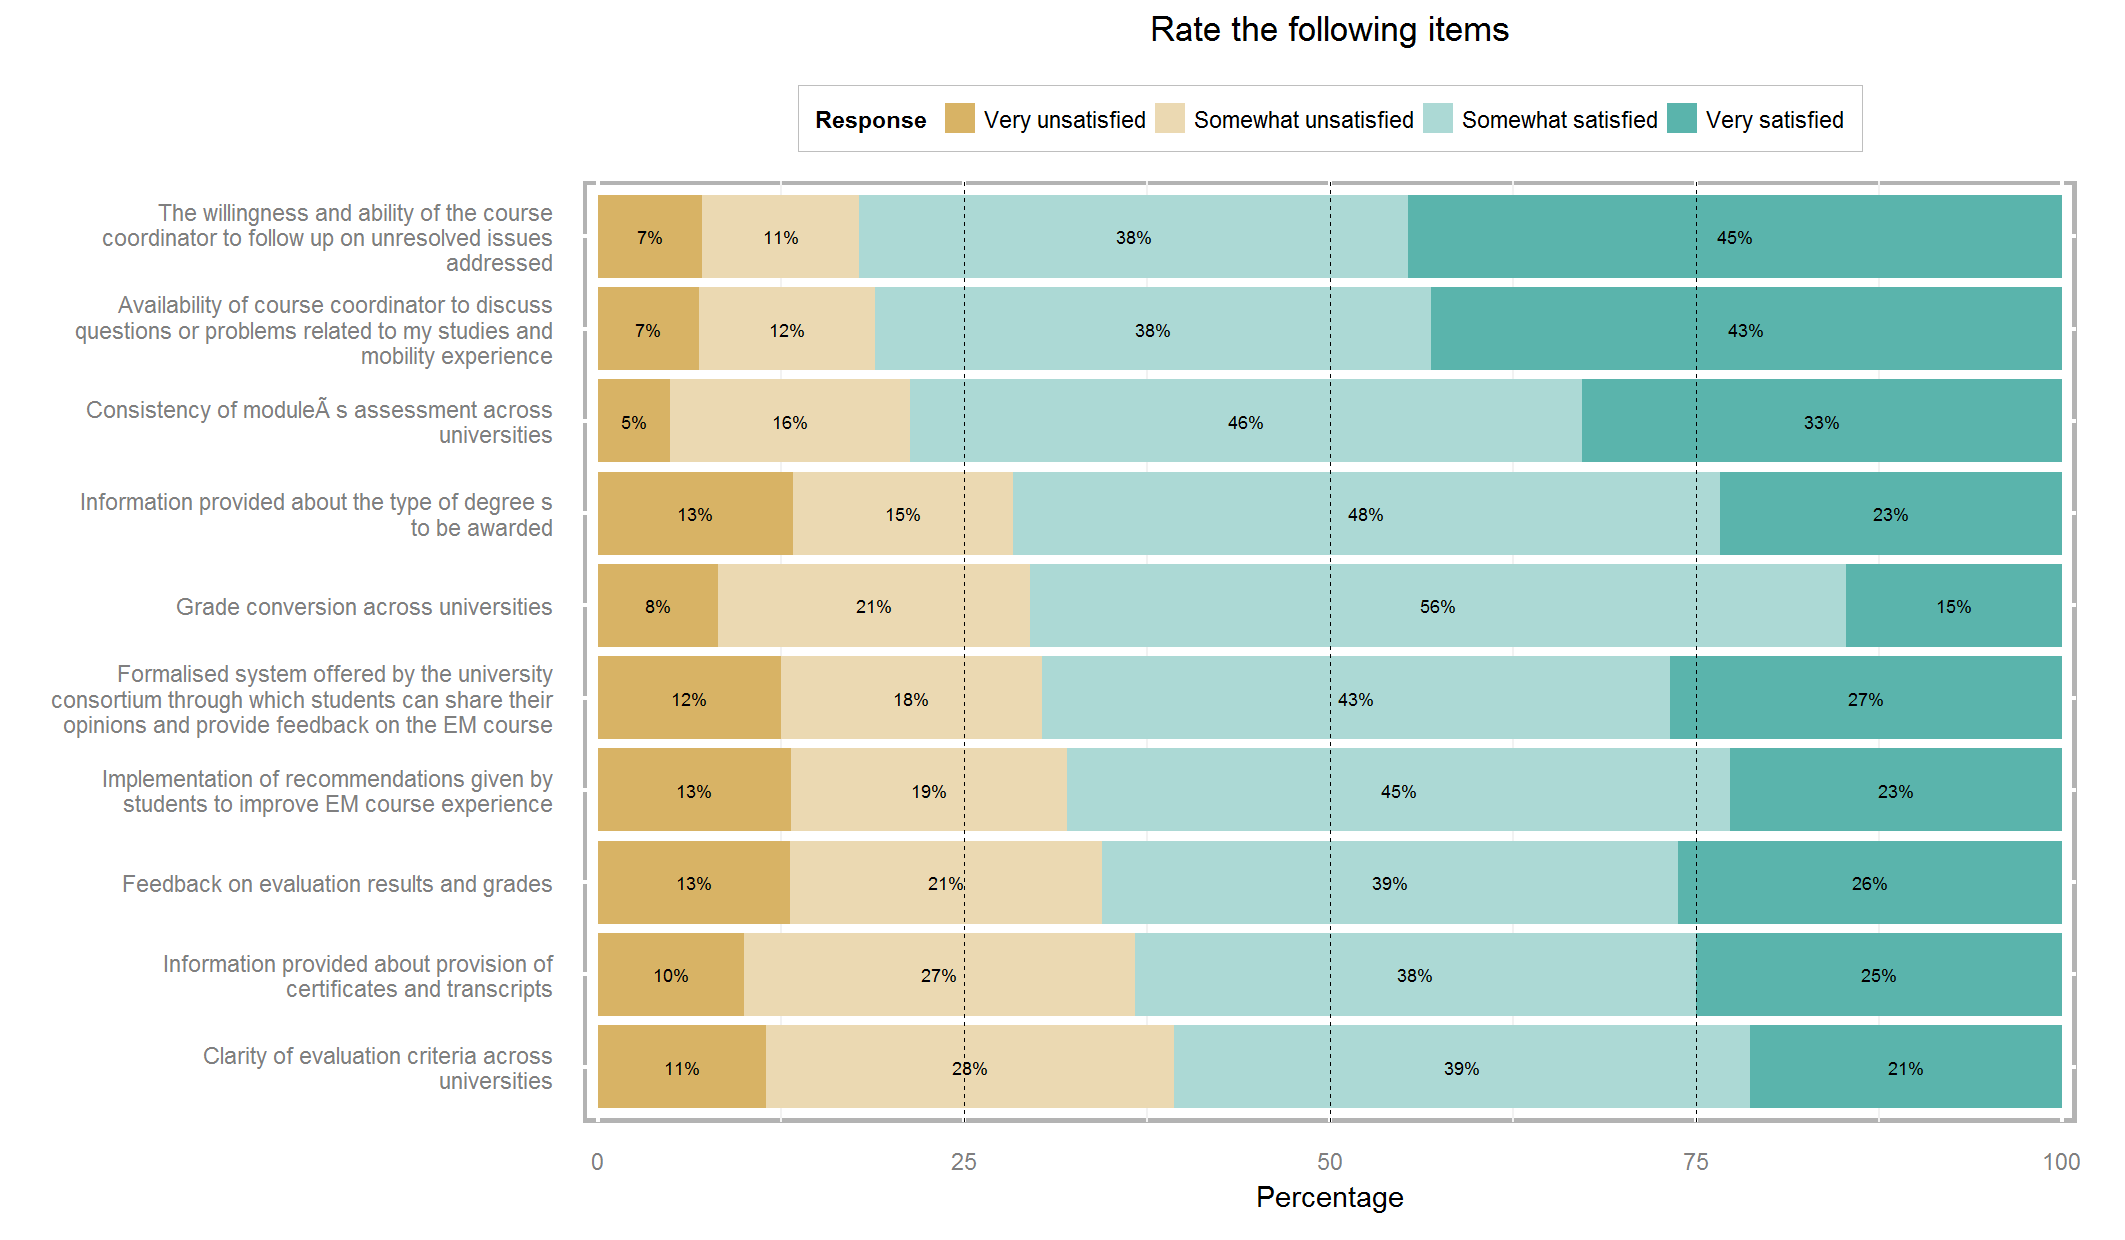 Rate the following items
Response Very unsatisfied Somewhat unsatisfied Somewhat satisfied Very satisfied
The willingness and ability of the course
coordinator to follow up on unresolved issues
addressed
7% 11% 38% 45%
Availability of course coordinator to discuss
questions or problems related to my studies and
mobility experience
7% 12% 38% 43%
Consistency of moduleÃ s assessment across
universities
5% 16% 46% 33%
Information provided about the type of degree s
to be awarded
13% 15% 48% 23%
Grade conversion across universities
8% 21% 56% 15%
Formalised system offered by the university
consortium through which students can share their
opinions and provide feedback on the EM course
12% 18% 43% 27%
Implementation of recommendations given by
students to improve EM course experience
13% 19% 45% 23%
Feedback on evaluation results and grades
13% 21% 39% 26%
Information provided about provision of
certificates and transcripts
10% 27% 38% 25%
Clarity of evaluation criteria across
universities
11% 28% 39% 21%
0 25 50 75 100
Percentage